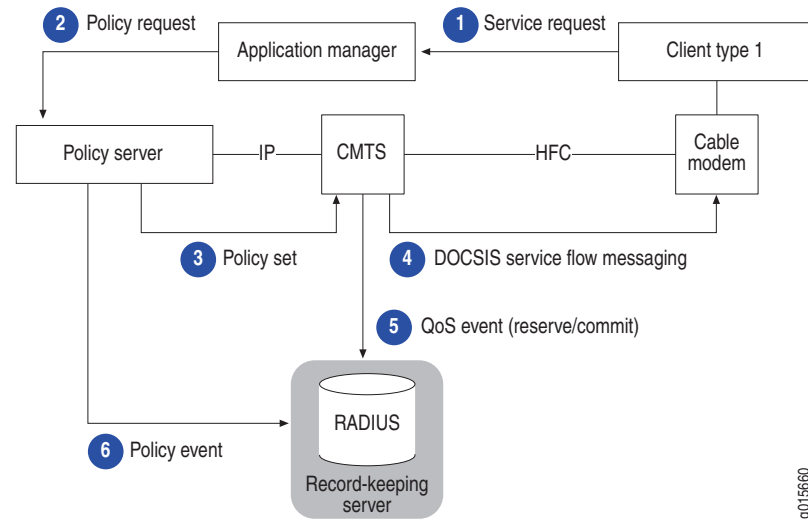 2 Policy request
1 Service request
Application manager
Client type 1
Policy server
IP
CMTS
HFC
Cable
modem
3 Policy set
4 DOCSIS service flow messaging
5 QoS event (reserve/commit)
RADIUS
6 Policy event
Record-keeping
server
g015660